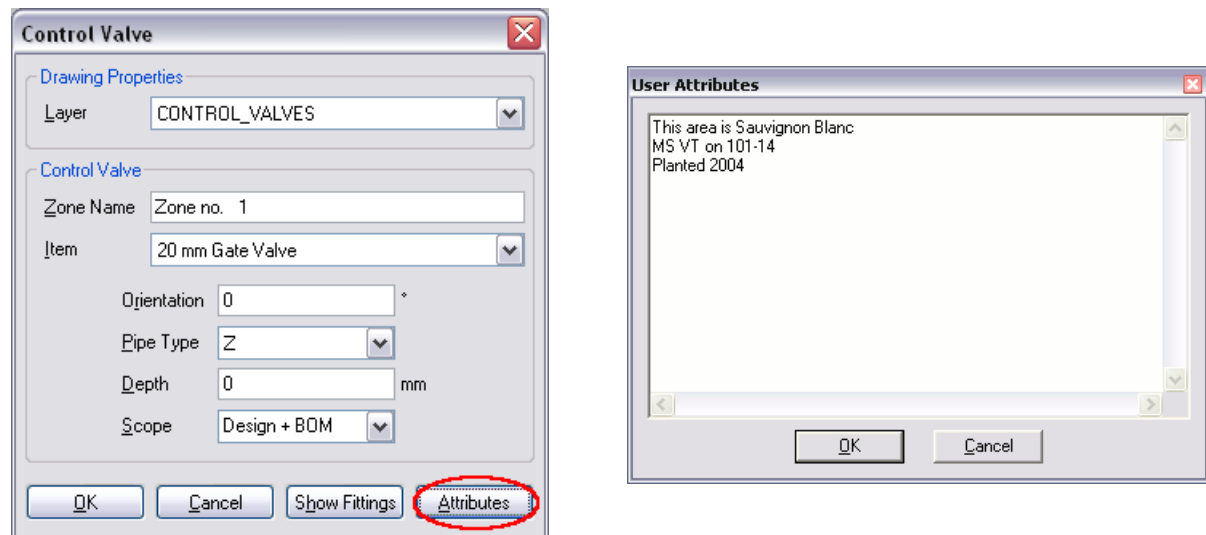 Control Valve
Drawing Properties
Layer CONTROL_VALVES
Control Valve
Zone Name Zone no. 1
Item 20 mm Gate Valve
Orientation 0 °
Pipe Type Z
Depth 0 mm
Scope Design + BOM
OK Cancel Show Fittings Attributes
User Attributes
This area is Sauvignon Blanc
MS VT on 101-14
Planted 2004
OK Cancel